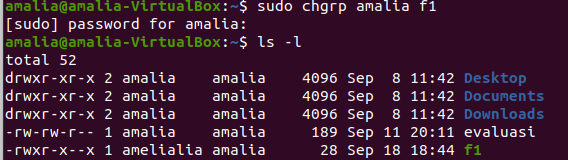 amalia@amalia-VirtualBox:~$ sudo chgrp amalia f1
[sudo] password for amalia:
amalia@amalia-VirtualBox:~$ ls -l
total 52
drwxr-xr-x 2 amalia    amalia    4096 Sep  8 11:42 Desktop
drwxr-xr-x 2 amalia    amalia    4096 Sep  8 11:42 Documents
drwxr-xr-x 2 amalia    amalia    4096 Sep  8 11:42 Downloads
-rw-rw-r-- 1 amalia    amalia     189 Sep 11 20:11 evaluasi
-rwxr-x--x 1 amelialia amalia      28 Sep 18 18:44 f1